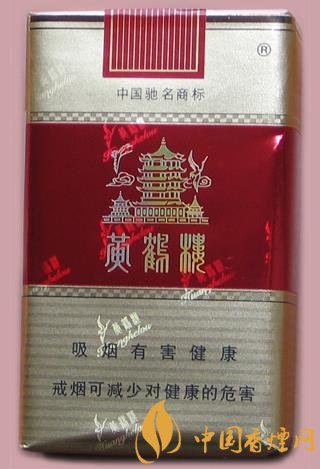 ®
中国驰名商标
黄鹤楼
吸烟有害健康
戒烟可减少对健康的危害
中国香烟网